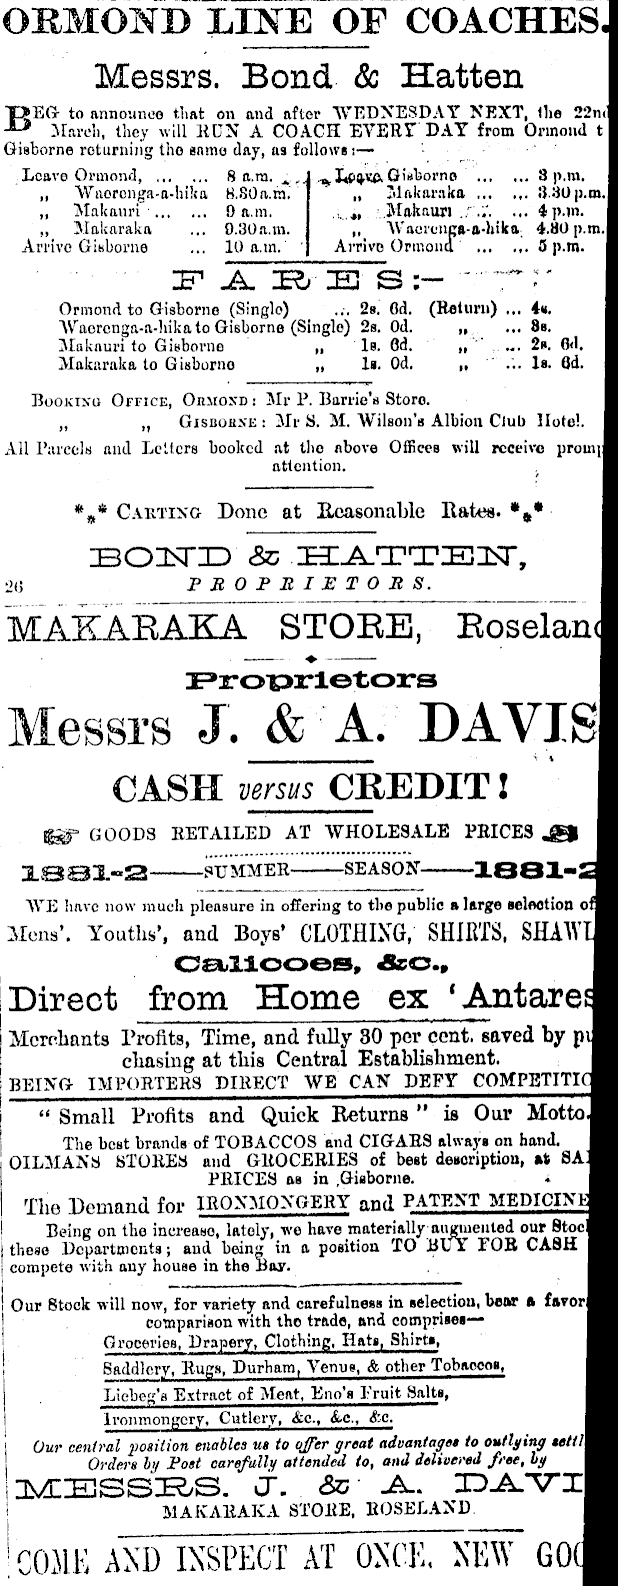 ORMOND LINE OF COACHES.
Messrs. Bond & Hatten
BEG to announce that on and after WEDNESDAY NEXT, the 22nd
March, they will RUN A COACH EVERY DAY from Ormond t
Gisborne returning the same day, as follows:—
Leave Ormond, ... ... 8 a.m.
„ Waerenga-a-hika 8.30a.m.
„ Makauri ... ... 9 a.m.
„ Makaraka ... 9.30a.m.
Arrive Gisborne ... 10 a.m.
Leave Gisborne ... ... 3 p.m.
„ Makaraka ... ... 3.30 p.m.
„ Makauri ... ... 4 p.m.
„ Waerenga-a-hika 4.30 p.m.
Arrive Ormond ... ... 5 p.m.
FARES:—
Ormond to Gisborne (Single) ... 2s. 6d. (Return) ... 4s.
Waerenga-a-hika to Gisborne (Single) 2s. 0d. „ ... 3s.
Makauri to Gisborne „ 1s. 6d. „ ... 2s. 6d.
Makaraka to Gisborne „ 1s. 0d. „ ... 1s. 6d.
BOOKING OFFICE, ORMOND: Mr P. Barrie's Store.
„ „ GISBORNE: Mr S. M. Wilson's Albion Club Hotel.
All Parcels and Letters booked at the above Offices will receive promp
attention.
*** CARTING Done at Reasonable Rates. ***
BOND & HATTEN,
26 PROPRIETORS.
MAKARAKA STORE, Roselan
Proprietors
Messrs J. & A. DAVIS
CASH versus CREDIT!
GOODS RETAILED AT WHOLESALE PRICES
1881-2——SUMMER——SEASON——1881-2
WE have now much pleasure in offering to the public a large selection of
Mens'. Youths', and Boys' CLOTHING, SHIRTS, SHAWL
Calicoes, &c.,
Direct from Home ex 'Antares
Merchants Profits, Time, and fully 30 per cent. saved by pu
chasing at this Central Establishment.
BEING IMPORTERS DIRECT WE CAN DEFY COMPETITIO
"Small Profits and Quick Returns" is Our Motto.
The best brands of TOBACCOS and CIGARS always on hand.
OILMANS STORES and GROCERIES of best description, at SA
PRICES as in Gisborne.
The Demand for IRONMONGERY and PATENT MEDICINE
Being on the increase, lately, we have materially augmented our Stoc
these Departments; and being in a position TO BUY FOR CASH
compete with any house in the Bay.
Our Stock will now, for variety and carefulness in selection, bear a favor
comparison with the trade, and comprises—
Groceries, Drapery, Clothing, Hats, Shirts,
Saddlery, Rugs, Durham, Venus, & other Tobaccos,
Liebeg's Extract of Meat, Eno's Fruit Salts,
Ironmongery, Cutlery, &c., &c., &c.
Our central position enables us to offer great advantages to outlying settl
Orders by Post carefully attended to, and delivered free, by
MESSRS. J. & A. DAVI
MAKARAKA STORE, ROSELAND
COME AND INSPECT AT ONCE. NEW GOO